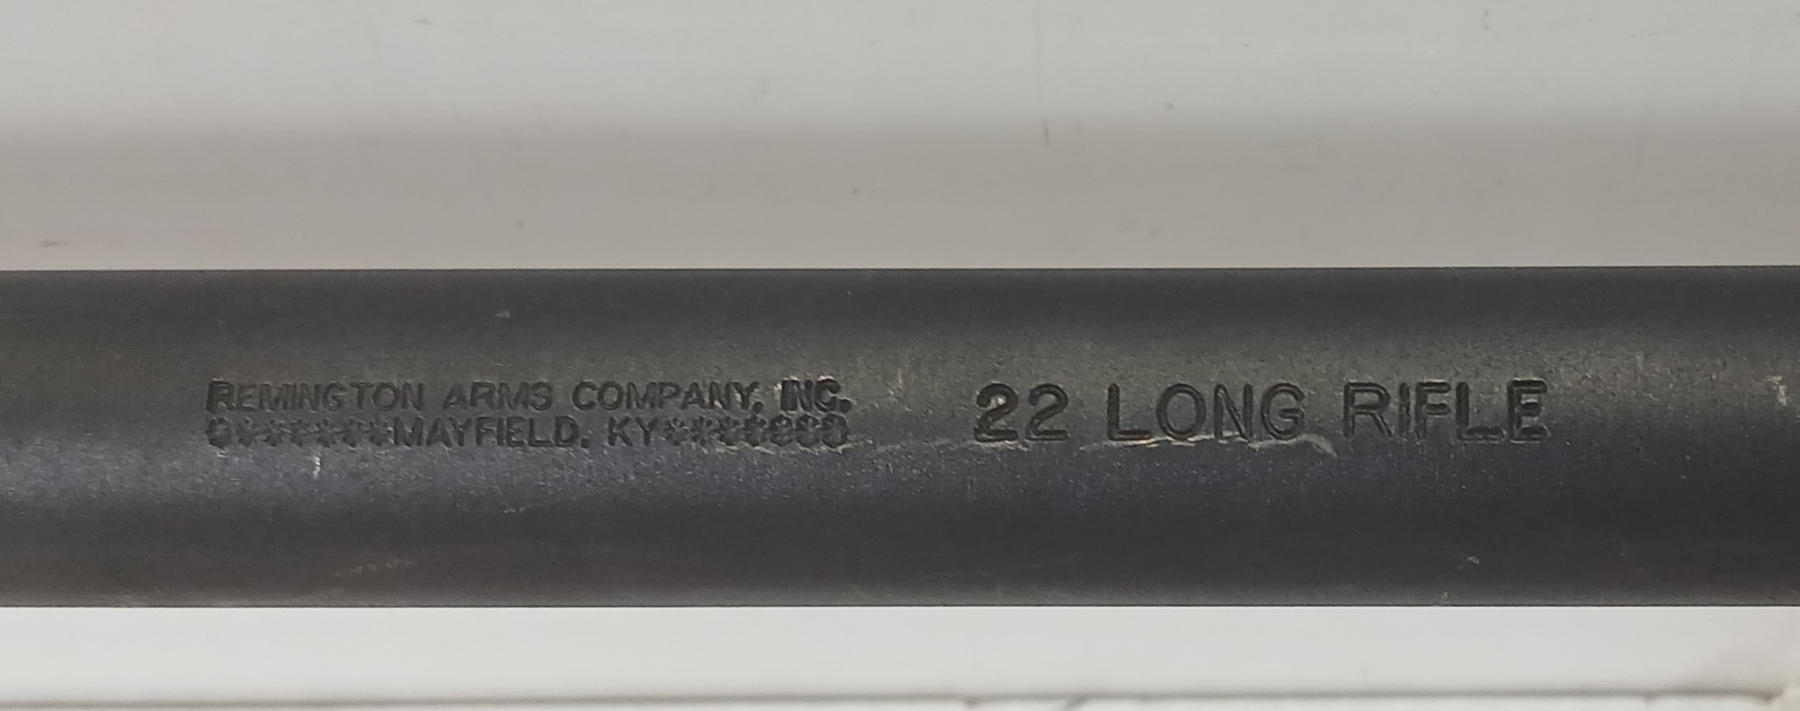 REMINGTON ARMS COMPANY, INC. 22 LONG RIFLE
MAYFIELD, KY